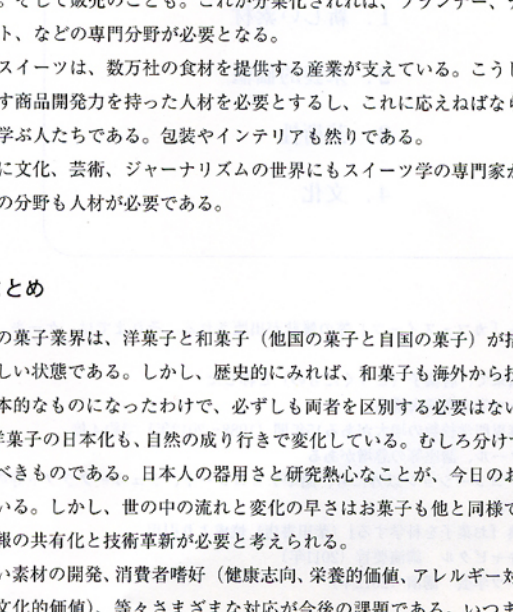 。そして販売のことも。これが分業化されれば、プランナー、
ト、などの専門分野が必要となる。
スイーツは、数万社の食材を提供する産業が支えている。こうし
す商品開発力を持った人材を必要とするし、これに応えねばなら
学ぶ人たちである。包装やインテリアも然りである。
に文化、芸術、ジャーナリズムの世界にもスイーツ学の専門家が
の分野も人材が必要である。
とめ
の菓子業界は、洋菓子と和菓子（他国の菓子と自国の菓子）が拮
しい状態である。しかし、歴史的にみれば、和菓子も海外から技
本的なものになったわけで、必ずしも両者を区別する必要はない
洋菓子の日本化も、自然の成り行きで変化している。むしろ分けす
べきものである。日本人の器用さと研究熱心なことが、今日のお
いる。しかし、世の中の流れと変化の早さはお菓子も他と同様で
報の共有化と技術革新が必要と考えられる。
い素材の開発、消費者嗜好（健康志向、栄養的価値、アレルギー対
文化的価値）、等々さまざまな対応が今後の課題である。いつま